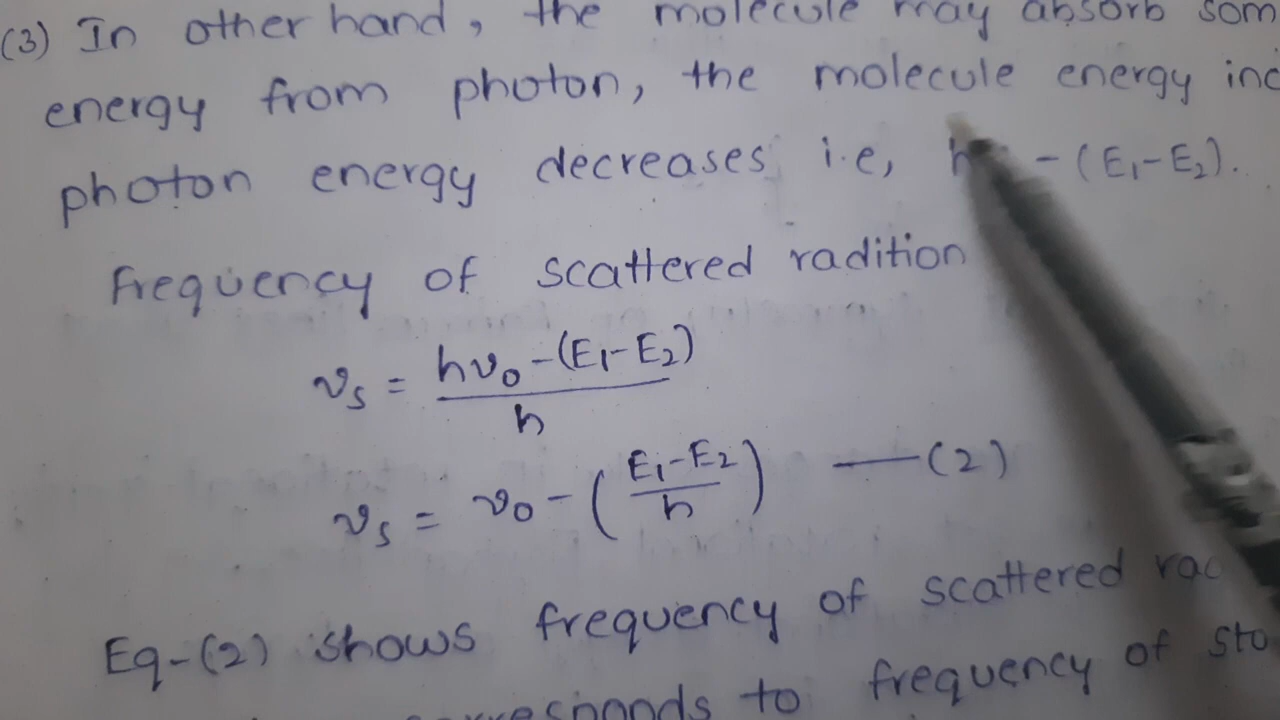 (3) In other hand, the molecule may absorb som
energy from photon, the molecule energy inc
photon energy decreases i.e, h - (E₁-E₂).
Frequency of scattered radition
νs = hν₀-(E₁-E₂) / h
νs = ν₀ - (E₁-E₂ / h) —(2)
Eq-(2) shows frequency of scattered rac
to frequency of sto